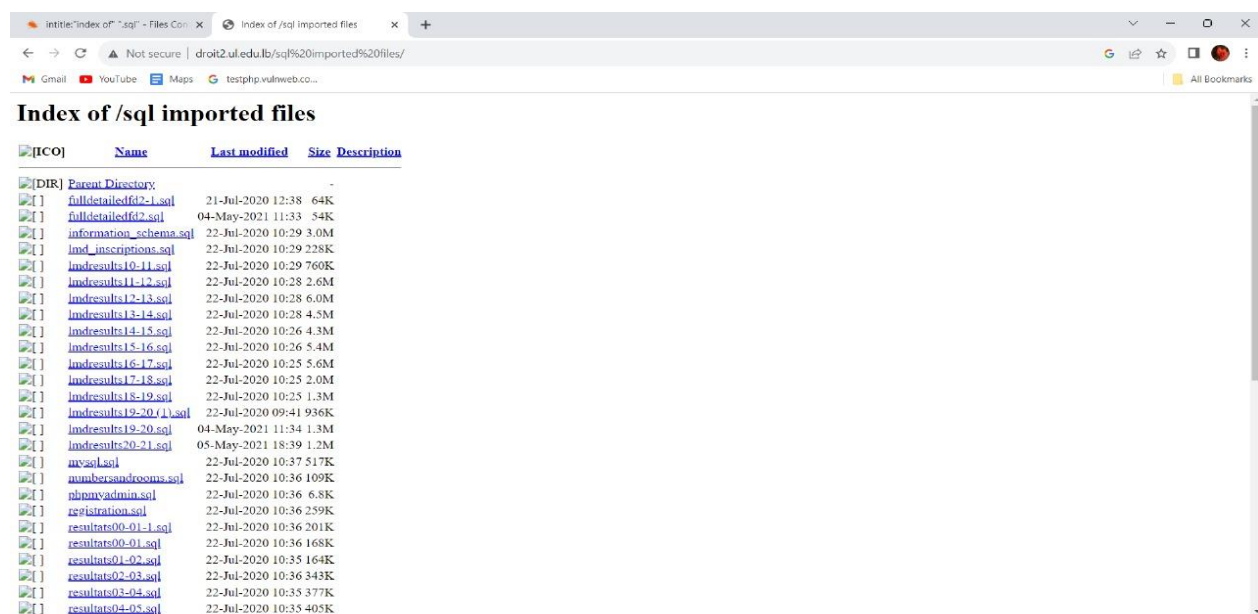 intitle:"index of" ".sql" - Files Con
Index of /sql imported files
Not secure | droit2.ul.edu.lb/sql%20imported%20files/
Gmail YouTube Maps testphp.vulnweb.co... All Bookmarks
Index of /sql imported files
[ICO] Name Last modified Size Description
[DIR] Parent Directory -
[ ] fulldetailedfd2-1.sql 21-Jul-2020 12:38 64K
[ ] fulldetailedfd2.sql 04-May-2021 11:33 54K
[ ] information_schema.sql 22-Jul-2020 10:29 3.0M
[ ] lmd_inscriptions.sql 22-Jul-2020 10:29 228K
[ ] lmdresults10-11.sql 22-Jul-2020 10:29 760K
[ ] lmdresults11-12.sql 22-Jul-2020 10:28 2.6M
[ ] lmdresults12-13.sql 22-Jul-2020 10:28 6.0M
[ ] lmdresults13-14.sql 22-Jul-2020 10:28 4.5M
[ ] lmdresults14-15.sql 22-Jul-2020 10:26 4.3M
[ ] lmdresults15-16.sql 22-Jul-2020 10:26 5.4M
[ ] lmdresults16-17.sql 22-Jul-2020 10:25 5.6M
[ ] lmdresults17-18.sql 22-Jul-2020 10:25 2.0M
[ ] lmdresults18-19.sql 22-Jul-2020 10:25 1.3M
[ ] lmdresults19-20 (1).sql 22-Jul-2020 09:41 936K
[ ] lmdresults19-20.sql 04-May-2021 11:34 1.3M
[ ] lmdresults20-21.sql 05-May-2021 18:39 1.2M
[ ] mysql.sql 22-Jul-2020 10:37 517K
[ ] numbersandrooms.sql 22-Jul-2020 10:36 109K
[ ] phpmyadmin.sql 22-Jul-2020 10:36 6.8K
[ ] registration.sql 22-Jul-2020 10:36 259K
[ ] resultats00-01-1.sql 22-Jul-2020 10:36 201K
[ ] resultats00-01.sql 22-Jul-2020 10:36 168K
[ ] resultats01-02.sql 22-Jul-2020 10:35 164K
[ ] resultats02-03.sql 22-Jul-2020 10:36 343K
[ ] resultats03-04.sql 22-Jul-2020 10:35 377K
[ ] resultats04-05.sql 22-Jul-2020 10:35 405K